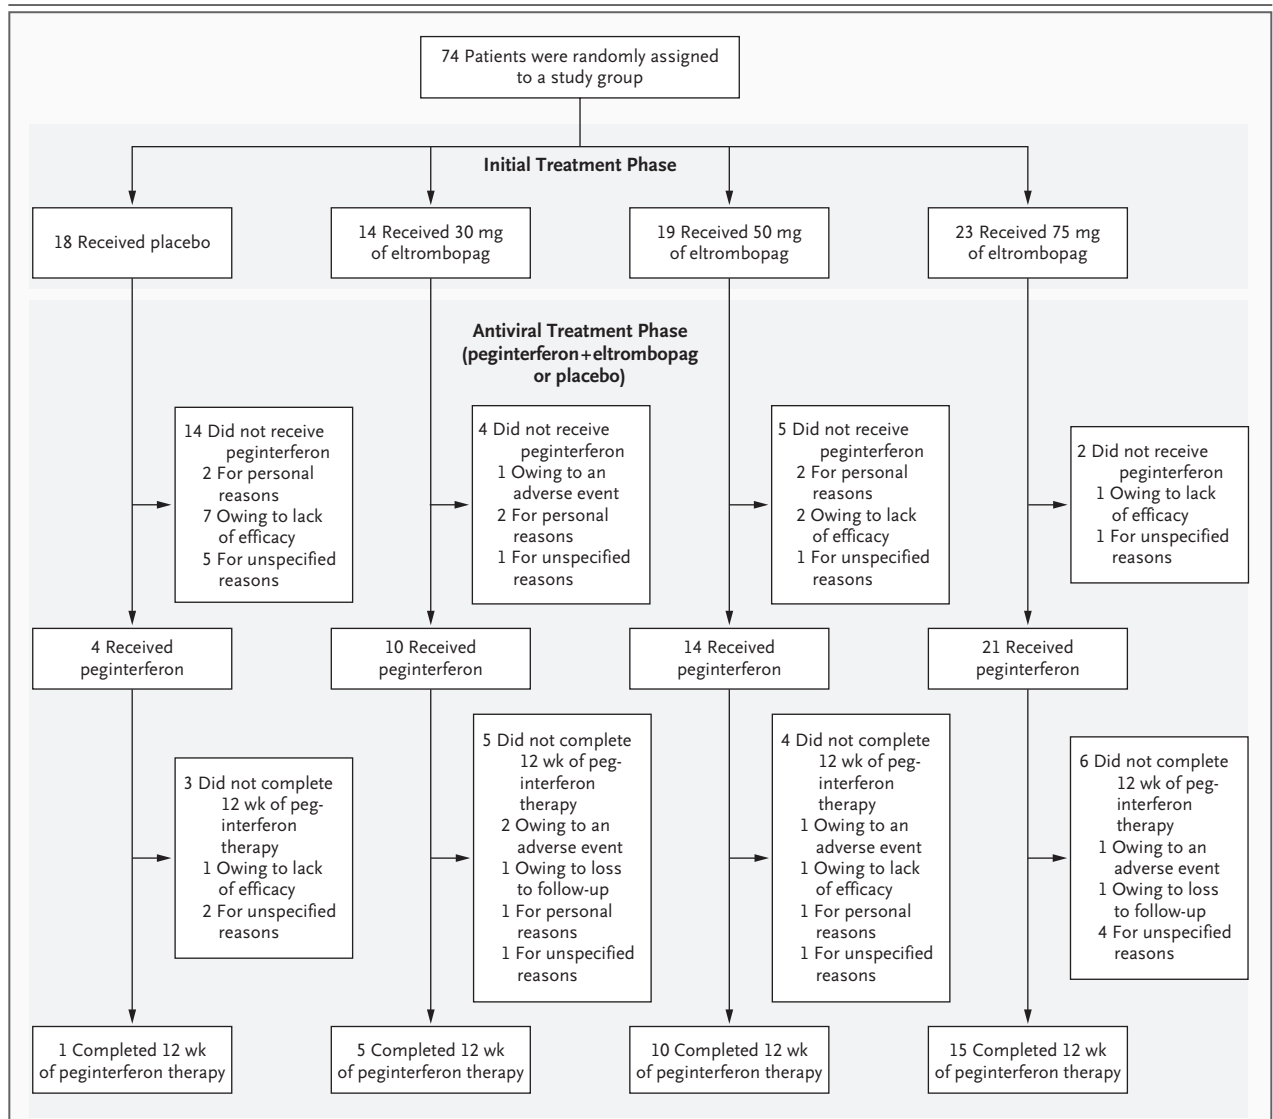 74 Patients were randomly assigned
to a study group
Initial Treatment Phase
18 Received placebo
14 Received 30 mg
of eltrombopag
19 Received 50 mg
of eltrombopag
23 Received 75 mg
of eltrombopag
Antiviral Treatment Phase
(peginterferon+eltrombopag
or placebo)
14 Did not receive
peginterferon
2 For personal
reasons
7 Owing to lack
of efficacy
5 For unspecified
reasons
4 Did not receive
peginterferon
1 Owing to an
adverse event
2 For personal
reasons
1 For unspecified
reasons
5 Did not receive
peginterferon
2 For personal
reasons
2 Owing to lack
of efficacy
1 For unspecified
reasons
2 Did not receive
peginterferon
1 Owing to lack
of efficacy
1 For unspecified
reasons
4 Received
peginterferon
10 Received
peginterferon
14 Received
peginterferon
21 Received
peginterferon
3 Did not complete
12 wk of peg-
interferon
therapy
1 Owing to lack
of efficacy
2 For unspecified
reasons
5 Did not complete
12 wk of peg-
interferon
therapy
2 Owing to an
adverse event
1 Owing to loss
to follow-up
1 For personal
reasons
1 For unspecified
reasons
4 Did not complete
12 wk of peg-
interferon
therapy
1 Owing to an
adverse event
1 Owing to lack
of efficacy
1 For personal
reasons
1 For unspecified
reasons
6 Did not complete
12 wk of peg-
interferon
therapy
1 Owing to an
adverse event
1 Owing to loss
to follow-up
4 For unspecified
reasons
1 Completed 12 wk
of peginterferon therapy
5 Completed 12 wk
of peginterferon therapy
10 Completed 12 wk
of peginterferon therapy
15 Completed 12 wk
of peginterferon therapy